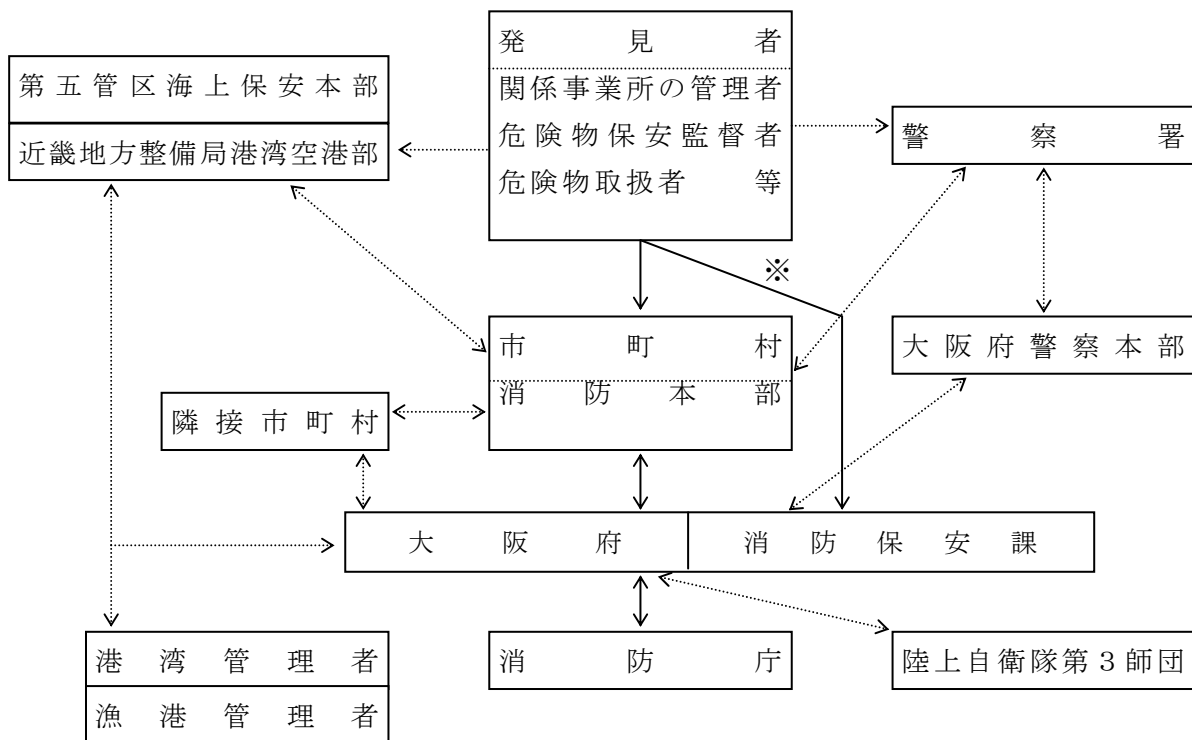 発見者
関係事業所の管理者
危険物保安監督者
危険物取扱者 等
第五管区海上保安本部
近畿地方整備局港湾空港部
警察署
※
市町村
消防本部
大阪府警察本部
隣接市町村
大阪府 消防保安課
港湾管理者
漁港管理者
消防庁
陸上自衛隊第３師団